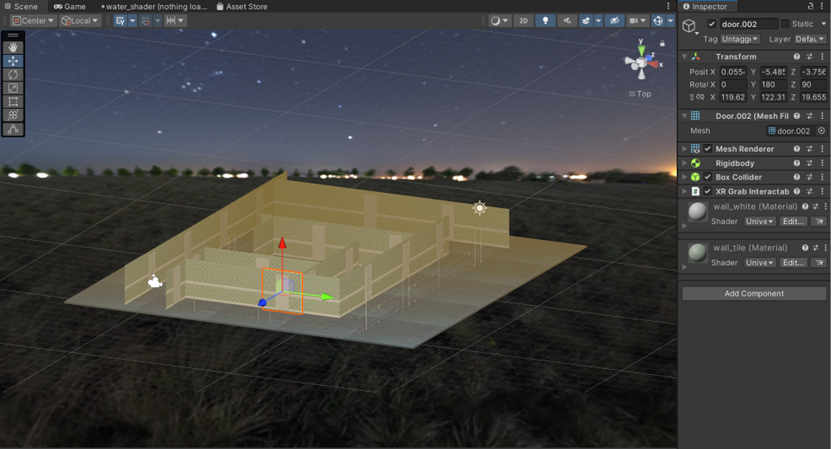 Scene Game •water_shader (nothing loa... Asset Store
Center Local 2D
y
x
z
Top
Inspector
door.002 Static
Tag Untagg Layer Defau
Transform
Posit X 0.055 Y -5.485 Z -3.756
Rotat X 0 Y 180 Z 90
S X 119.62 Y 122.31 Z 19.655
Door.002 (Mesh Fil
Mesh door.002
Mesh Renderer
Rigidbody
Box Collider
XR Grab Interactab
wall_white (Material)
Shader Unive Edit...
wall_tile (Material)
Shader Unive Edit...
Add Component